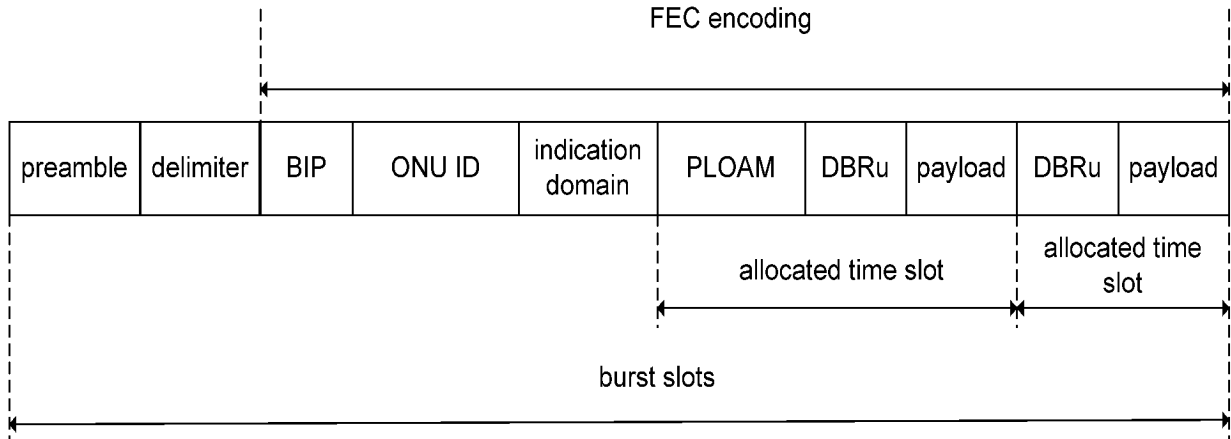 FEC encoding
preamble
delimiter
BIP
ONU ID
indication
domain
PLOAM
DBRu
payload
DBRu
payload
allocated time slot
allocated time
slot
burst slots